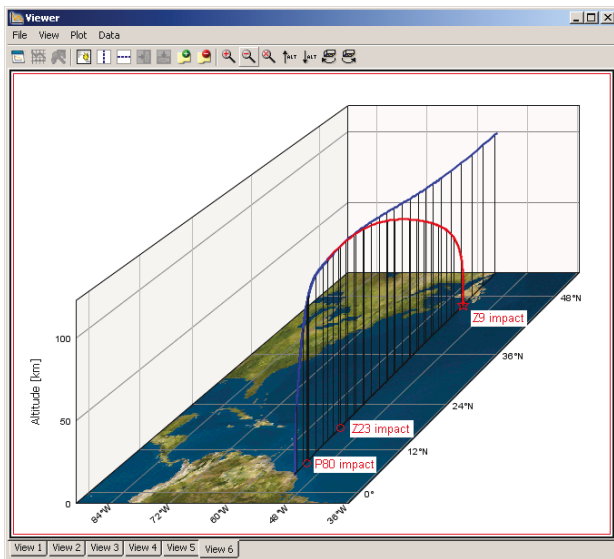 Viewer
File View Plot Data
ALT ALT
Altitude [km]
100
50
0
84°W
72°W
60°W
48°W
36°W
0°
12°N
24°N
36°N
48°N
Z9 impact
Z23 impact
P80 impact
View 1 View 2 View 3 View 4 View 5 View 6